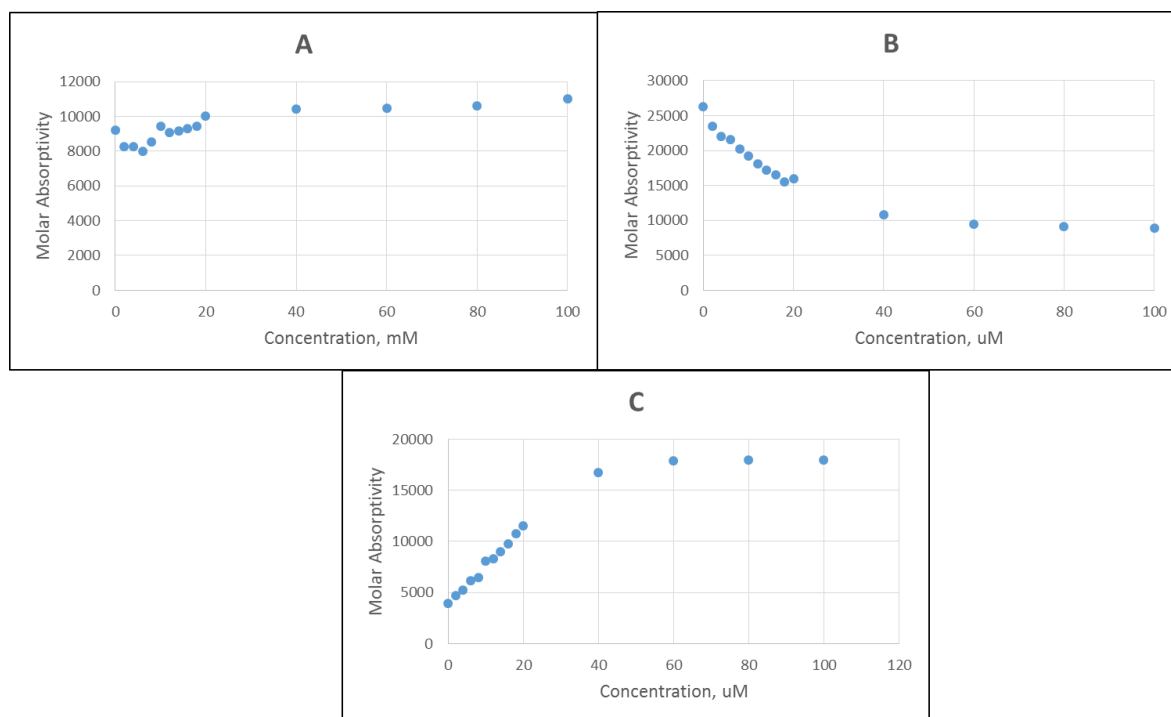 A
12000
10000
8000
6000
4000
2000
0
Molar Absorptivity
0 20 40 60 80 100
Concentration, mM
B
30000
25000
20000
15000
10000
5000
0
Molar Absorptivity
0 20 40 60 80 100
Concentration, uM
C
20000
15000
10000
5000
0
Molar Absorptivity
0 20 40 60 80 100 120
Concentration, uM